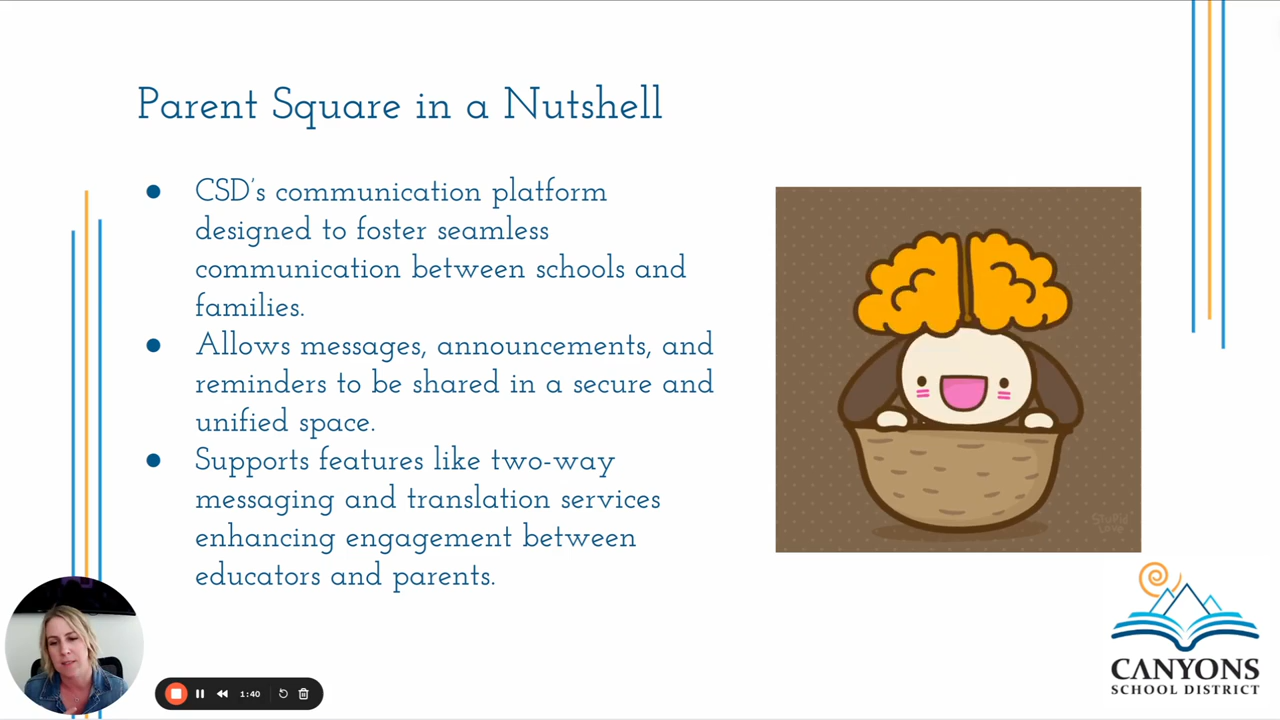 Parent Square in a Nutshell
● CSD's communication platform
designed to foster seamless
communication between schools and
families.
● Allows messages, announcements, and
reminders to be shared in a secure and
unified space.
● Supports features like two-way
messaging and translation services
enhancing engagement between
educators and parents.
1:40
CANYONS
SCHOOL DISTRICT